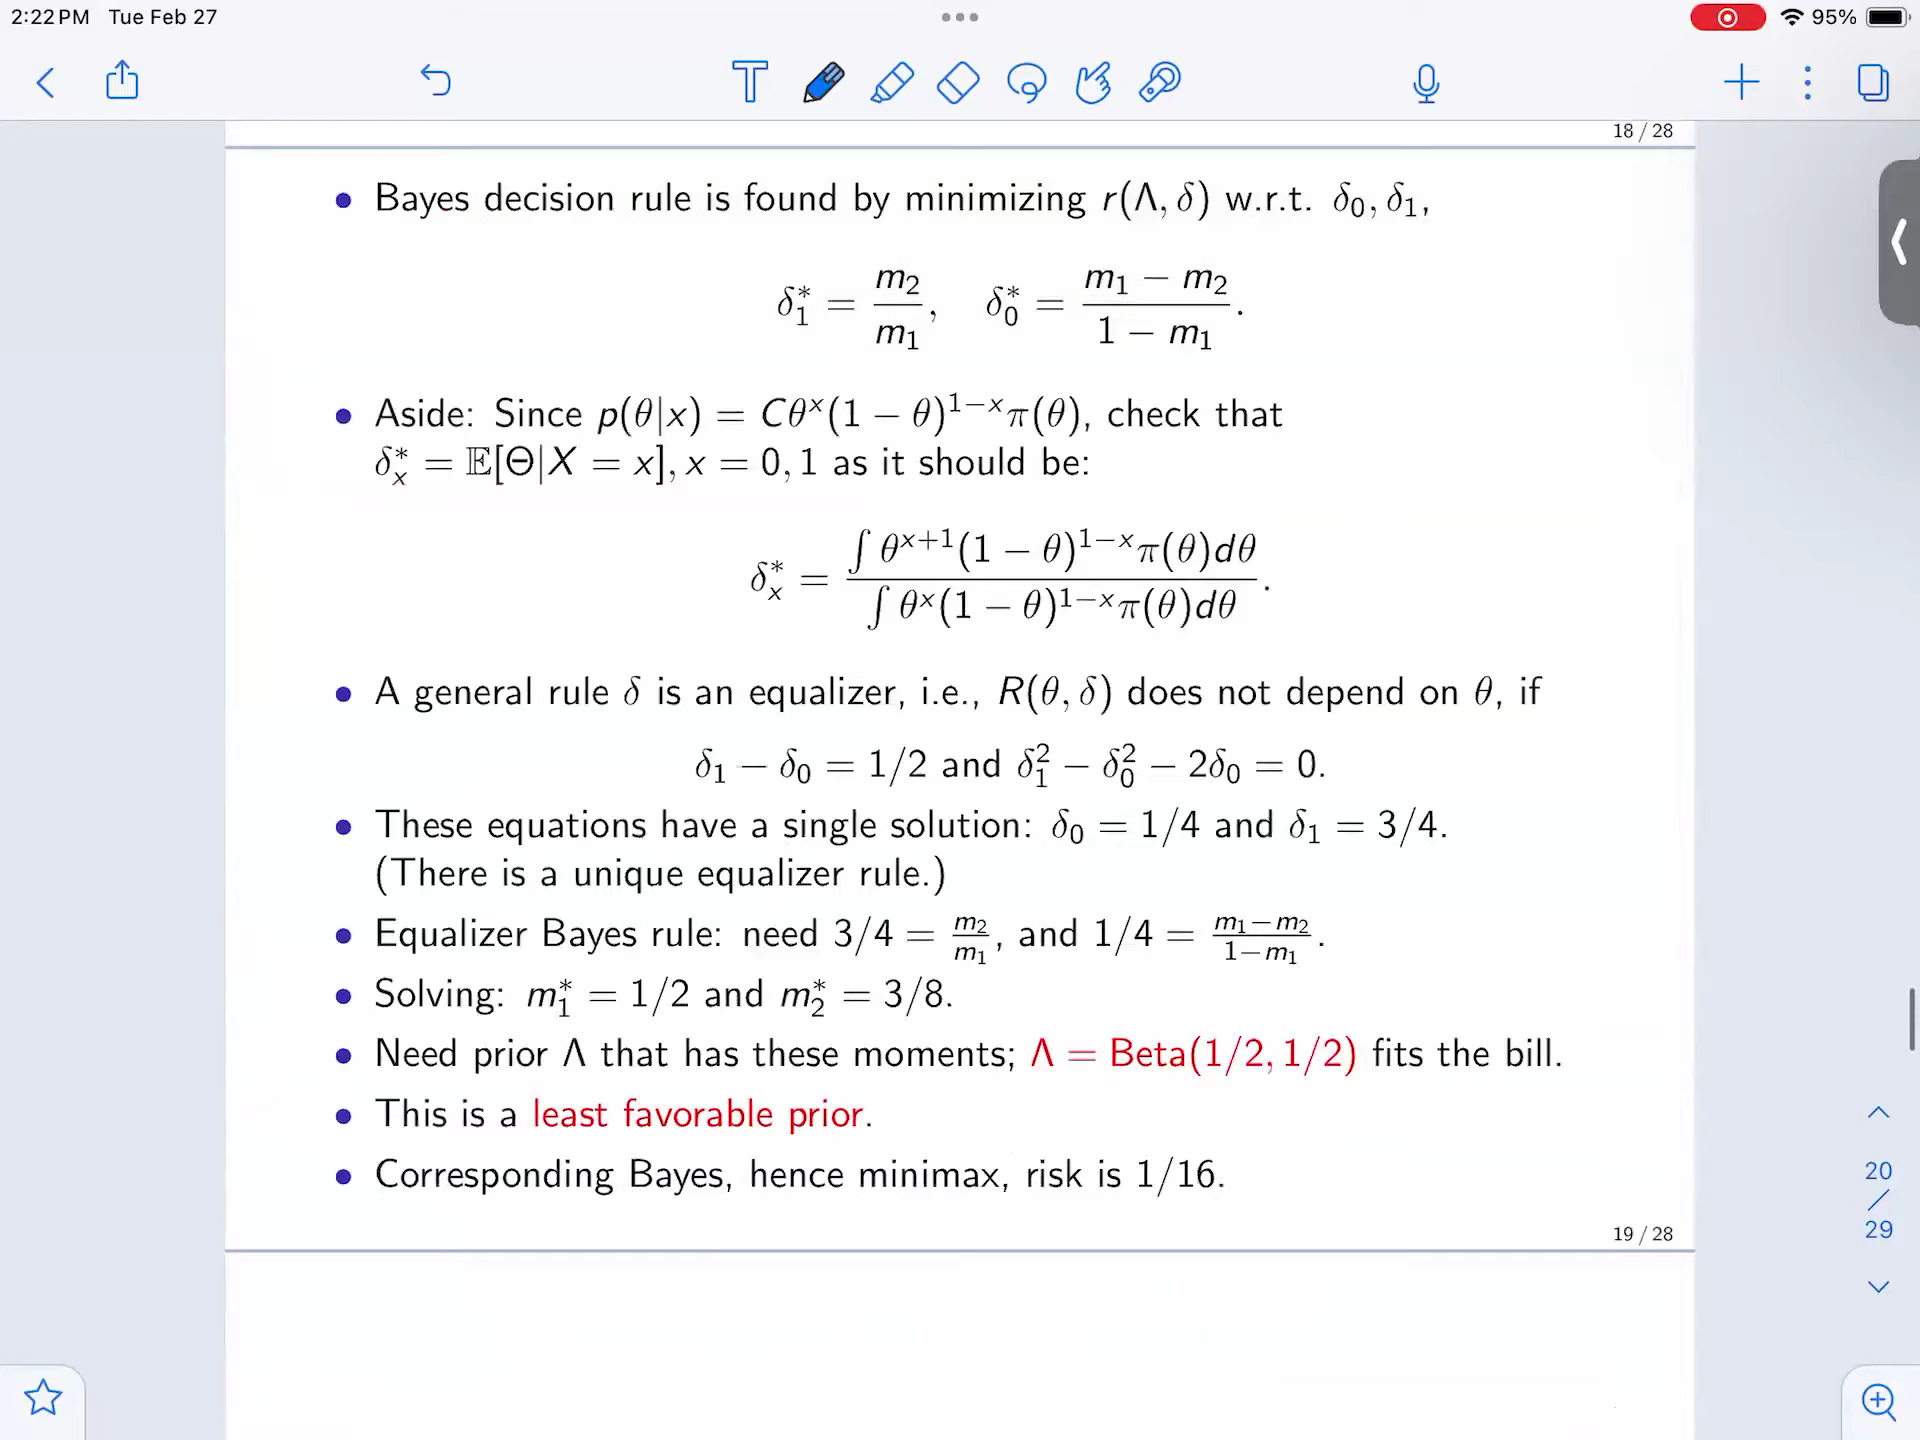 2:22 PM Tue Feb 27
95%
18 / 28
• Bayes decision rule is found by minimizing r(Λ, δ) w.r.t. δ₀, δ₁,
δ₁* = m₂/m₁, δ₀* = (m₁ − m₂)/(1 − m₁).
• Aside: Since p(θ|x) = Cθˣ(1 − θ)¹⁻ˣπ(θ), check that
δₓ* = 𝔼[Θ|X = x], x = 0, 1 as it should be:
δₓ* = ∫ θˣ⁺¹(1 − θ)¹⁻ˣπ(θ)dθ / ∫ θˣ(1 − θ)¹⁻ˣπ(θ)dθ.
• A general rule δ is an equalizer, i.e., R(θ, δ) does not depend on θ, if
δ₁ − δ₀ = 1/2 and δ₁² − δ₀² − 2δ₀ = 0.
• These equations have a single solution: δ₀ = 1/4 and δ₁ = 3/4.
(There is a unique equalizer rule.)
• Equalizer Bayes rule: need 3/4 = m₂/m₁, and 1/4 = (m₁−m₂)/(1−m₁).
• Solving: m₁* = 1/2 and m₂* = 3/8.
• Need prior Λ that has these moments; Λ = Beta(1/2, 1/2) fits the bill.
• This is a least favorable prior.
• Corresponding Bayes, hence minimax, risk is 1/16.
19 / 28
20
/
29